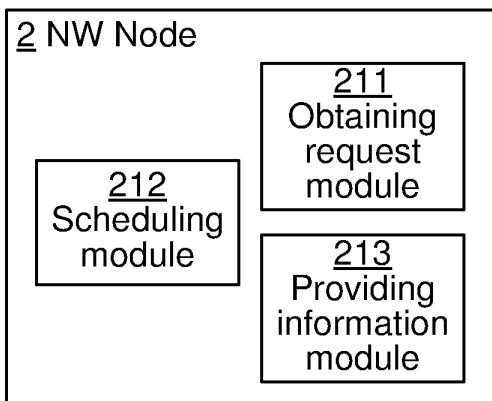 2 NW Node
211
Obtaining
request
module
212
Scheduling
module
213
Providing
information
module